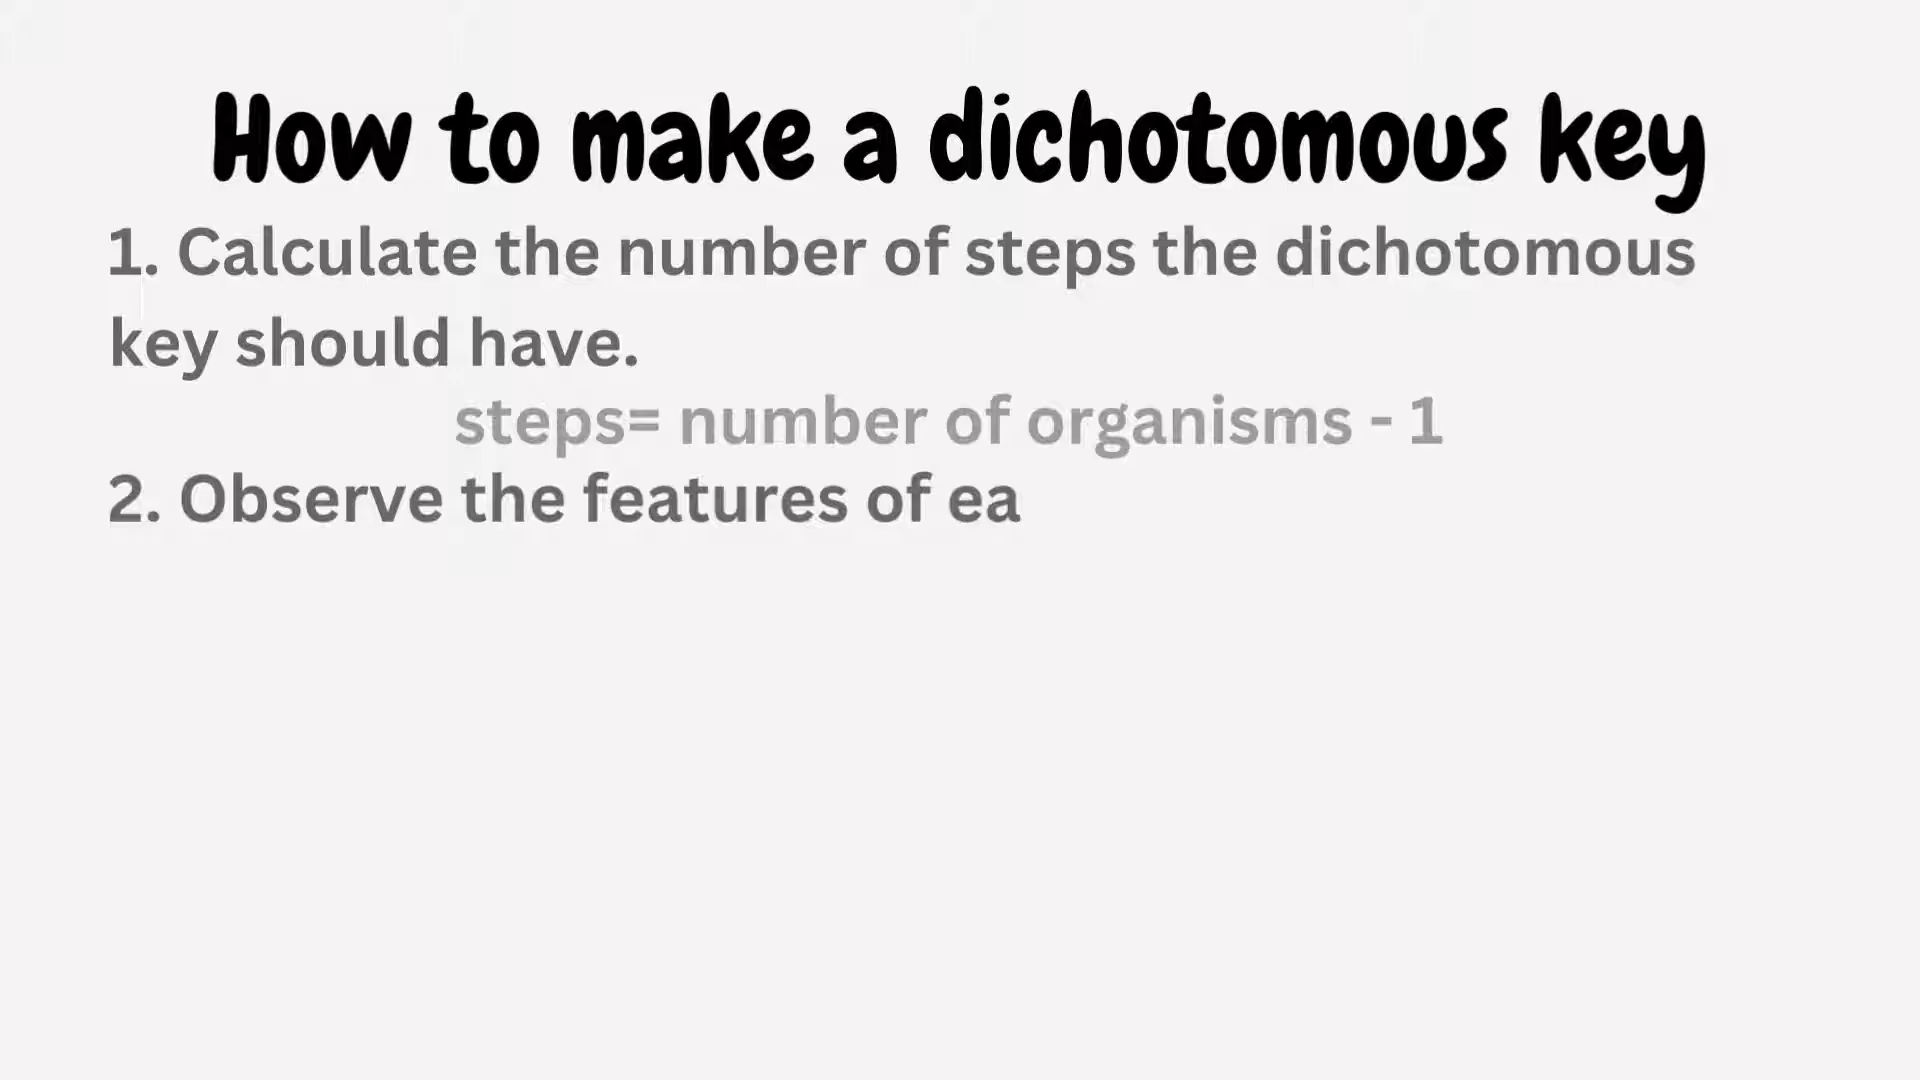 How to make a dichotomous key
1. Calculate the number of steps the dichotomous
key should have.
steps= number of organisms - 1
2. Observe the features of ea